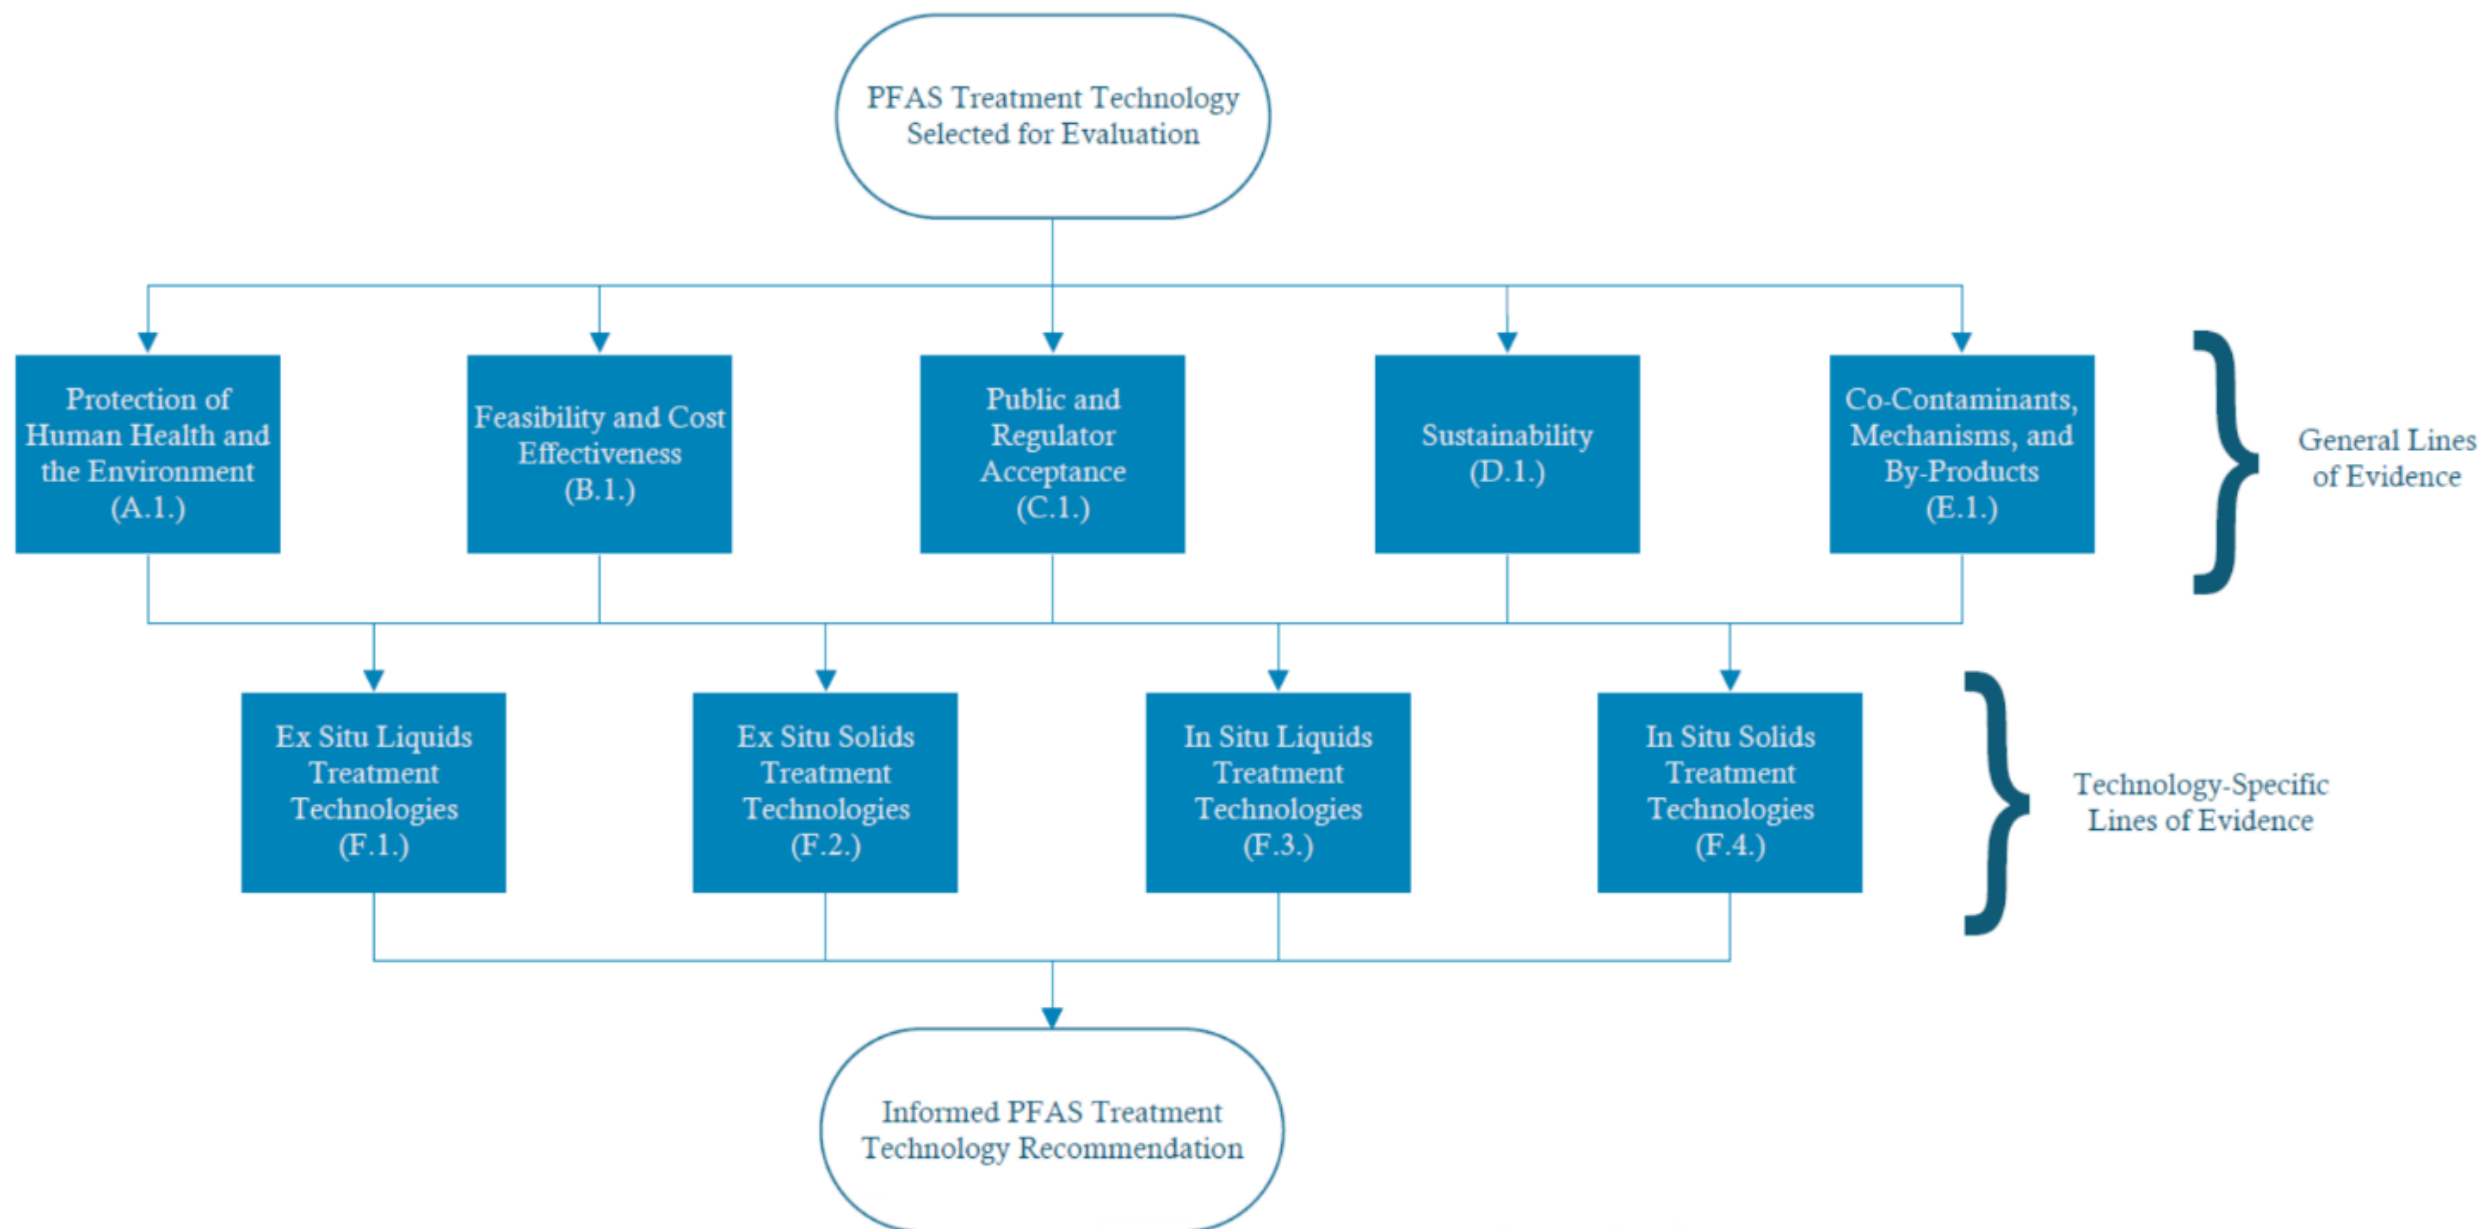 PFAS Treatment Technology
Selected for Evaluation
Protection of
Human Health and
the Environment
(A.1.)
Feasibility and Cost
Effectiveness
(B.1.)
Public and
Regulator
Acceptance
(C.1.)
Sustainability
(D.1.)
Co-Contaminants,
Mechanisms, and
By-Products
(E.1.)
General Lines
of Evidence
Ex Situ Liquids
Treatment
Technologies
(F.1.)
Ex Situ Solids
Treatment
Technologies
(F.2.)
In Situ Liquids
Treatment
Technologies
(F.3.)
In Situ Solids
Treatment
Technologies
(F.4.)
Technology-Specific
Lines of Evidence
Informed PFAS Treatment
Technology Recommendation